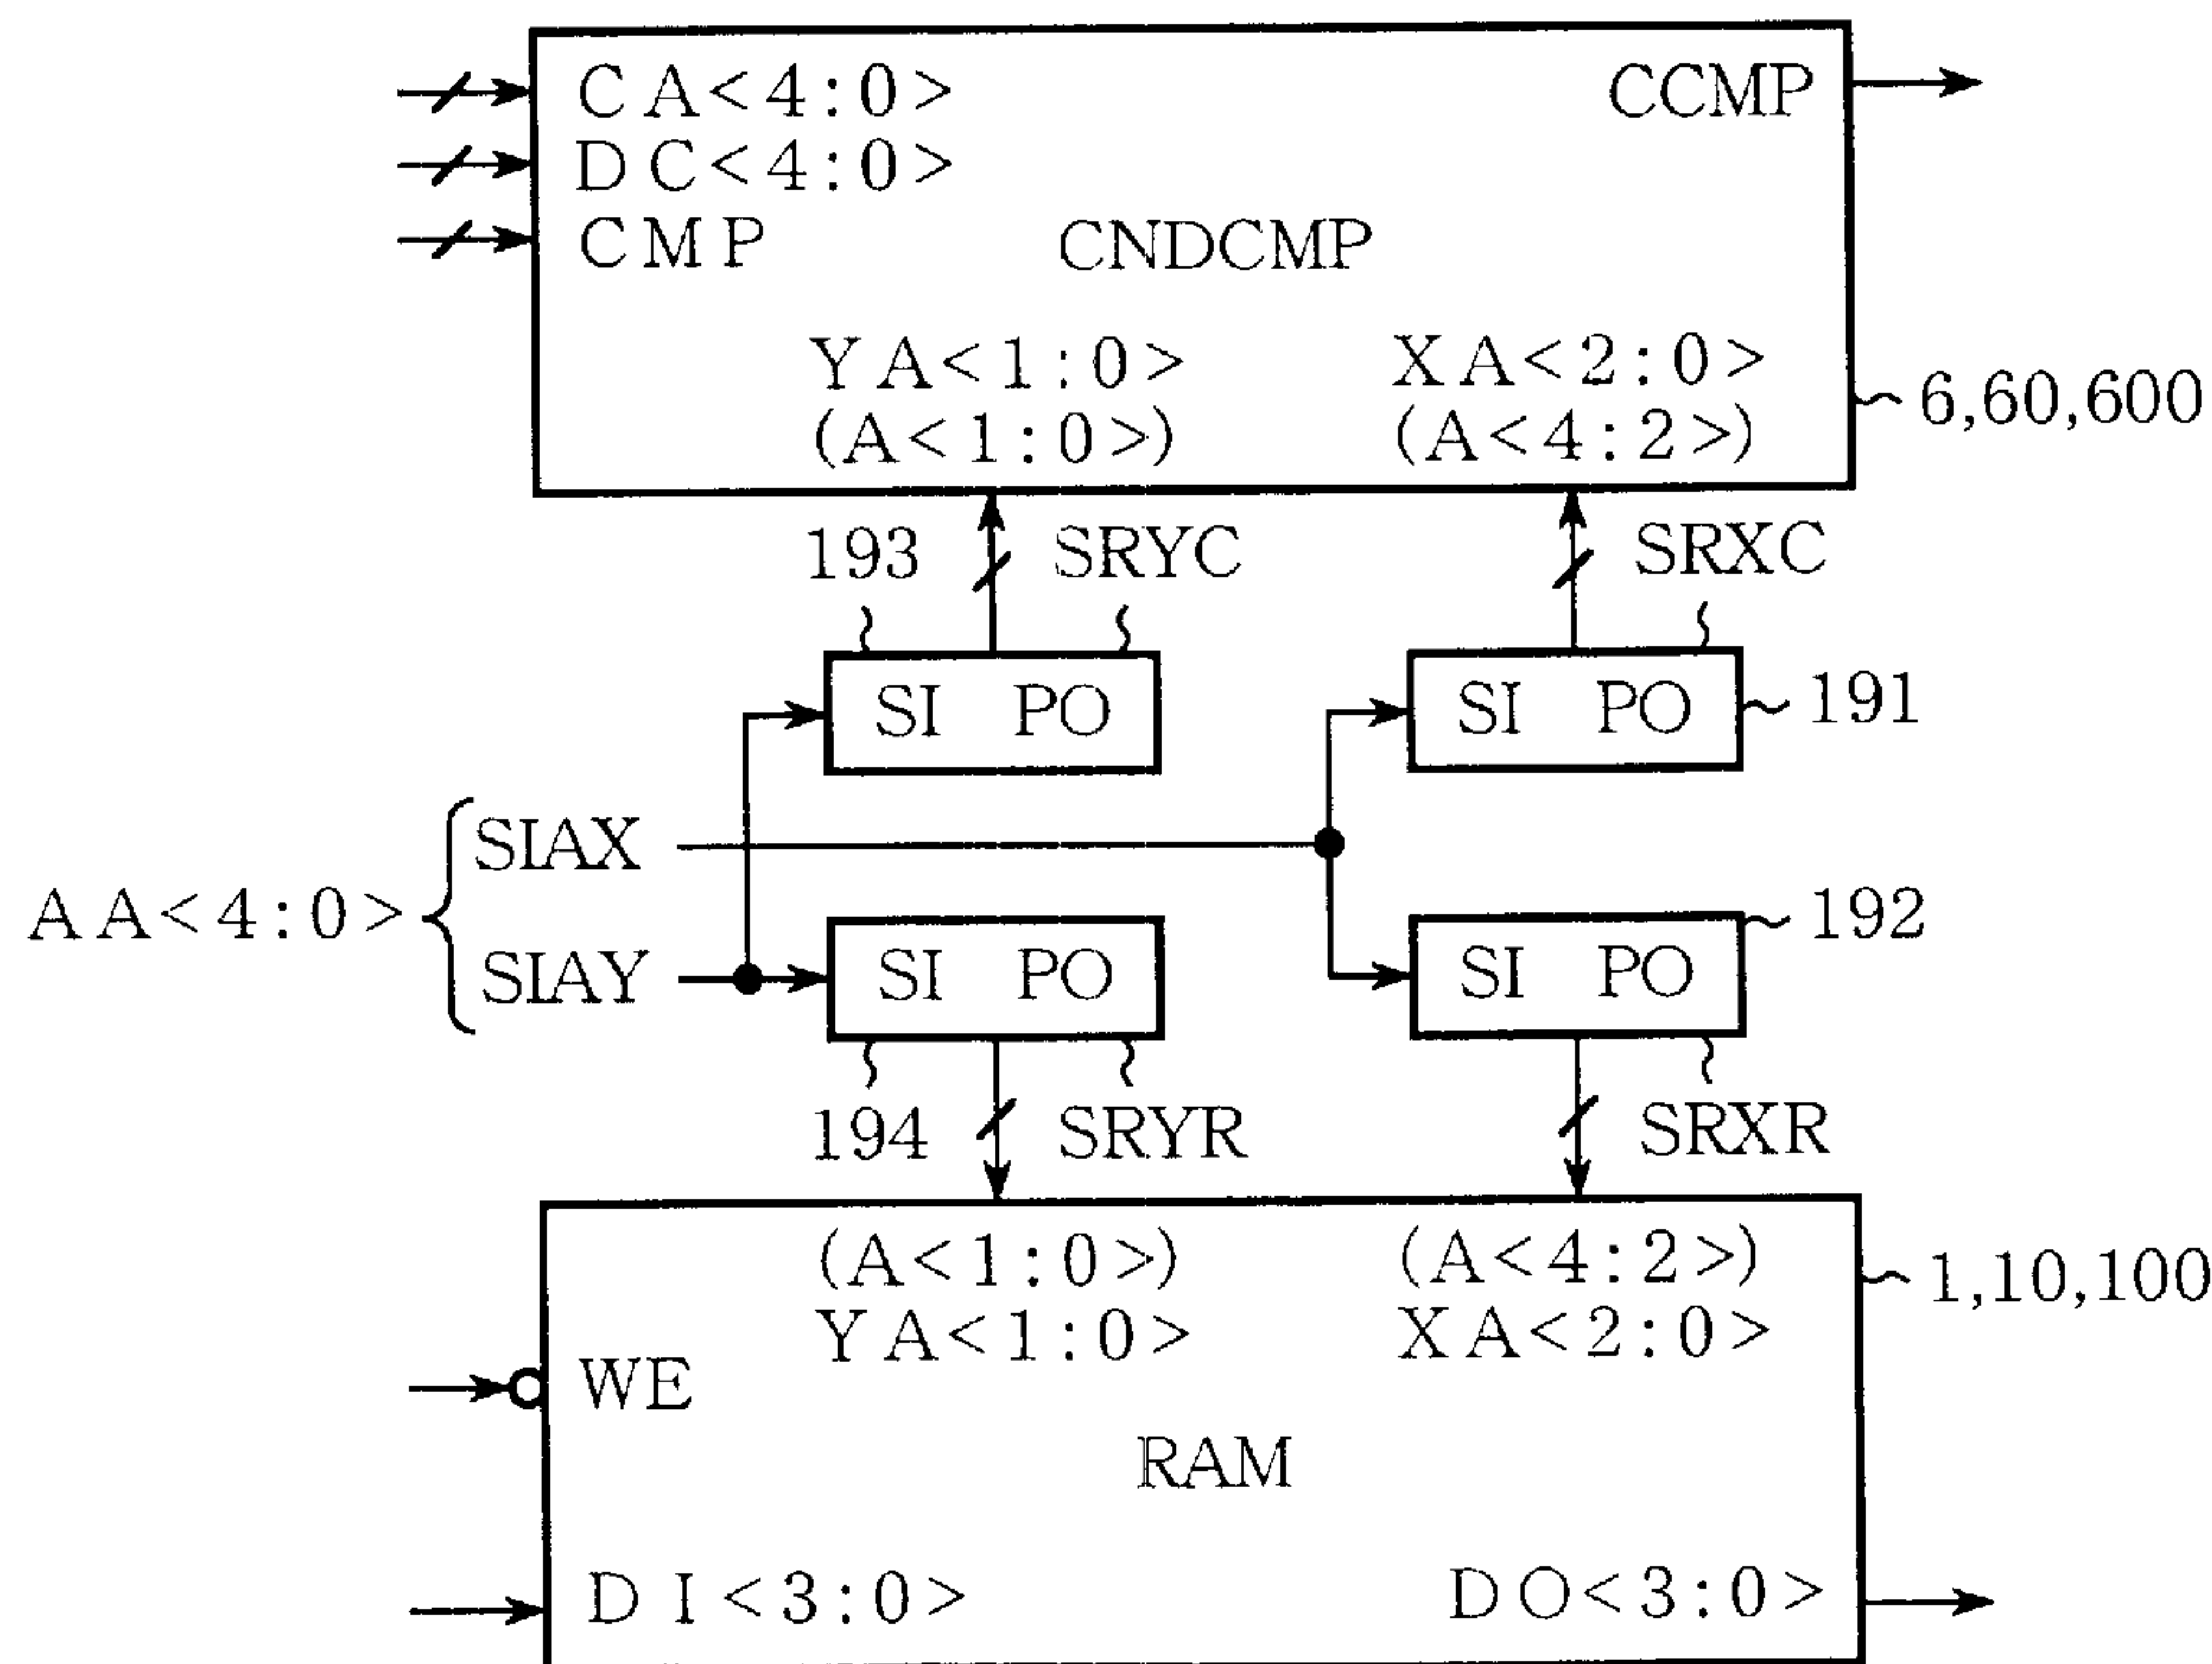 CA<4:0> CCMP
DC<4:0>
CMP CNDCMP
YA<1:0> XA<2:0>
(A<1:0>) (A<4:2>) 6,60,600
193 SRYC SRXC
SI PO SI PO 191
SIAX
AA<4:0> 192
SIAY SI PO SI PO
194 SRYR SRXR
(A<1:0>) (A<4:2>) 1,10,100
YA<1:0> XA<2:0>
WE
RAM
DI<3:0> DO<3:0>